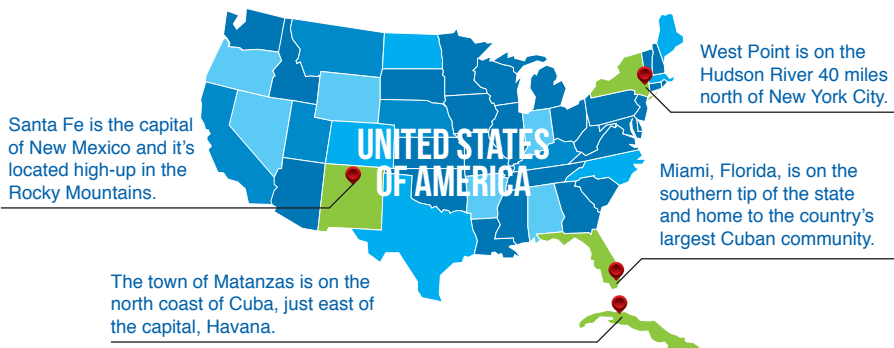 West Point is on the
Hudson River 40 miles
north of New York City.
Santa Fe is the capital
of New Mexico and it's
located high-up in the
Rocky Mountains.
UNITED STATES
OF AMERICA
Miami, Florida, is on the
southern tip of the state
and home to the country's
largest Cuban community.
The town of Matanzas is on the
north coast of Cuba, just east of
the capital, Havana.